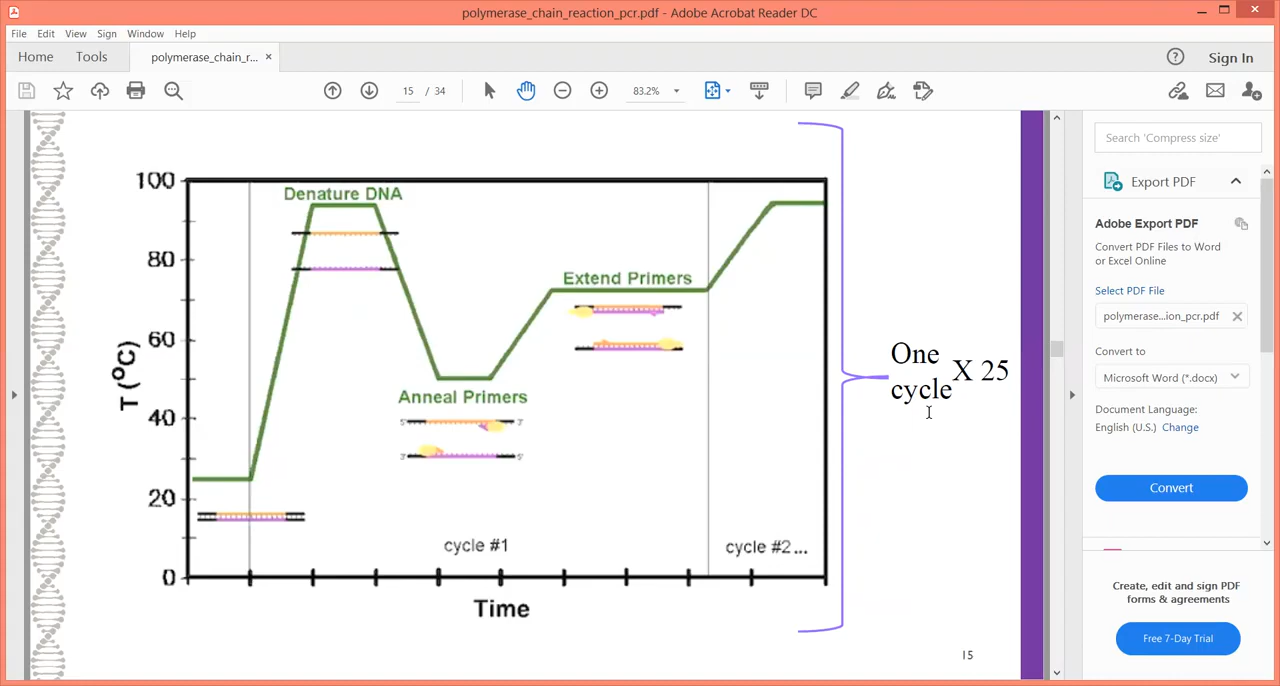 polymerase_chain_reaction_pcr.pdf - Adobe Acrobat Reader DC
File Edit View Sign Window Help
Home Tools polymerase_chain_r... × Sign In
15 / 34 83.2%
Search 'Compress size'
Export PDF
Adobe Export PDF
Convert PDF Files to Word
or Excel Online
Select PDF File
polymerase...ion_pcr.pdf
Convert to
Microsoft Word (*.docx)
Document Language:
English (U.S.) Change
Convert
Create, edit and sign PDF
forms & agreements
Free 7-Day Trial
100
80
60
40
20
0
T (°C)
Denature DNA
Extend Primers
Anneal Primers
5' 3'
3' 5'
cycle #1
cycle #2...
Time
One
cycle
X 25
15